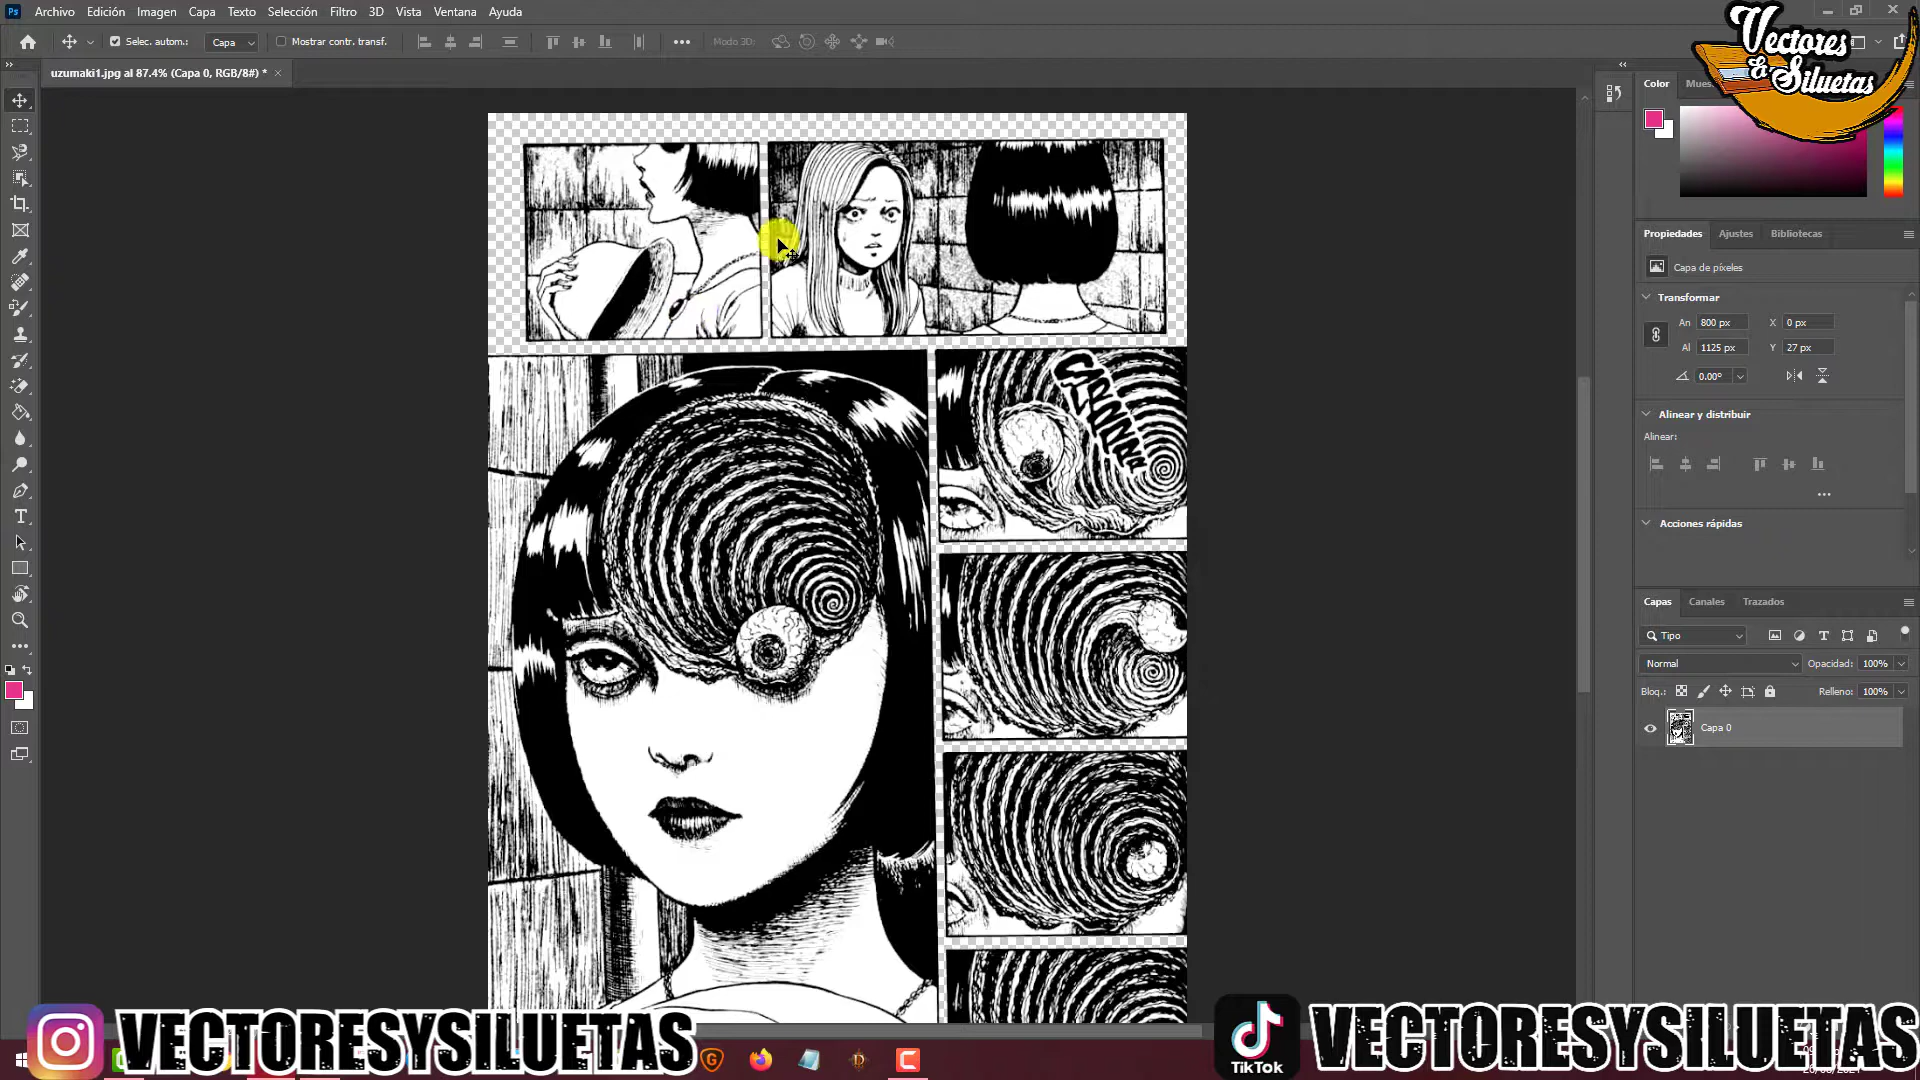 Ps Archivo Edición Imagen Capa Texto Selección Filtro 3D Vista Ventana Ayuda
Selec. autom.: Capa Mostrar contr. transf. Modo 3D:
uzumaki1.jpg al 87.4% (Capa 0, RGB/8#) *
Vectores
& Siluetas
Color
Propiedades Ajustes Bibliotecas
Capa de píxeles
Transformar
An 800 px X 0 px
Al 1125 px Y 27 px
0.00°
Alinear y distribuir
Alinear:
Acciones rápidas
Capas Canales Trazados
Tipo
Normal Opacidad: 100%
Bloq.: Relleno: 100%
Capa 0
VECTORESYSILUETAS
TikTok
VECTORESYSILUETAS